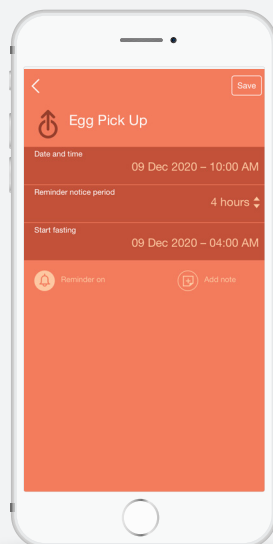 Save
Egg Pick Up
Date and time
09 Dec 2020 – 10:00 AM
Reminder notice period
4 hours
Start fasting
09 Dec 2020 – 04:00 AM
Reminder on Add note